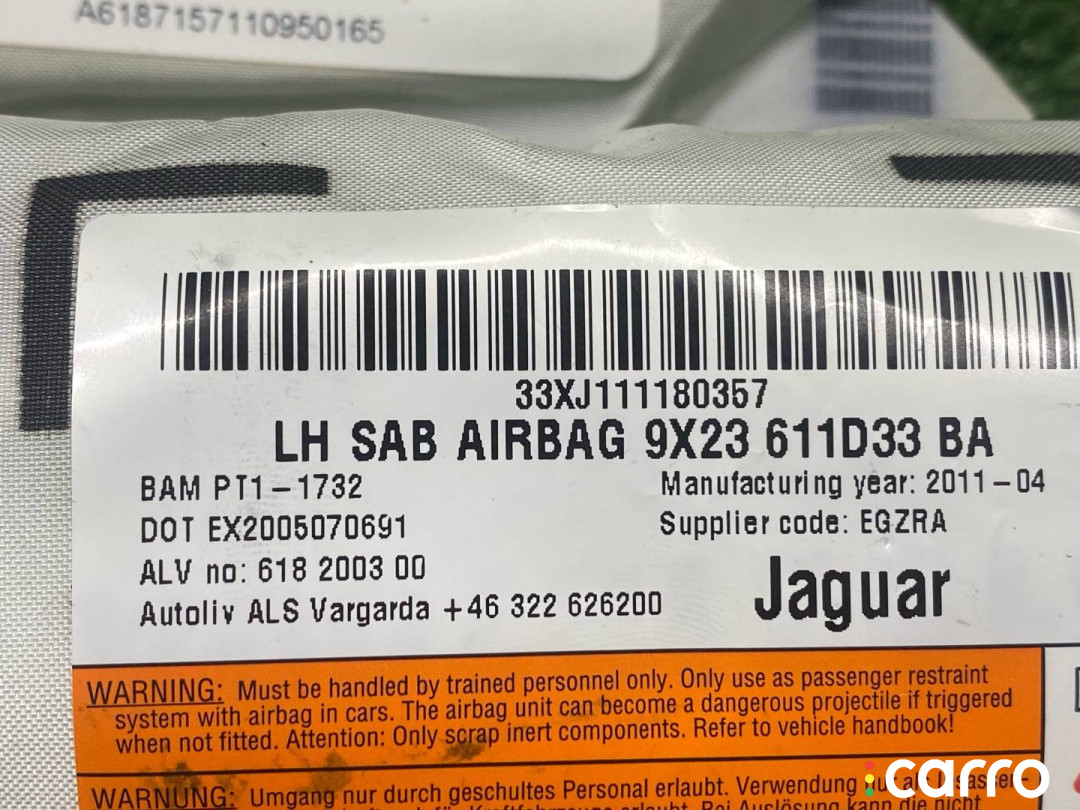 A6187157110950165
33XJ111180357
LH SAB AIRBAG 9X23 611D33 BA
BAM PT1-1732
Manufacturing year: 2011-04
DOT EX2005070691
Supplier code: EGZRA
ALV no: 618 2003 00
Autoliv ALS Vargarda +46 322 626200
Jaguar
WARNING: Must be handled by trained personnel only. Only use as passenger restraint
system with airbag in cars. The airbag unit can become a dangerous projectile if triggered
when not fitted. Attention: Only scrap inert components. Refer to vehicle handbook!
WARNUNG: Umgang nur durch geschultes Personal erlaubt. Verwendung nur als Insassen-
carro